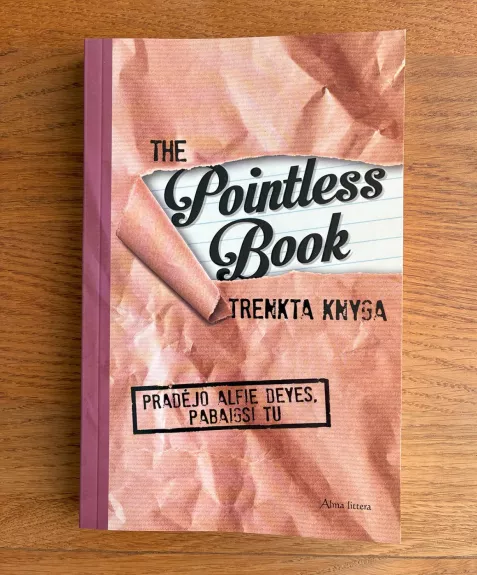 THE
Pointless
Book
TRENKTA KNYGA
PRADĖJO ALFIE DEYES,
PABAIGSI TU
Alma littera